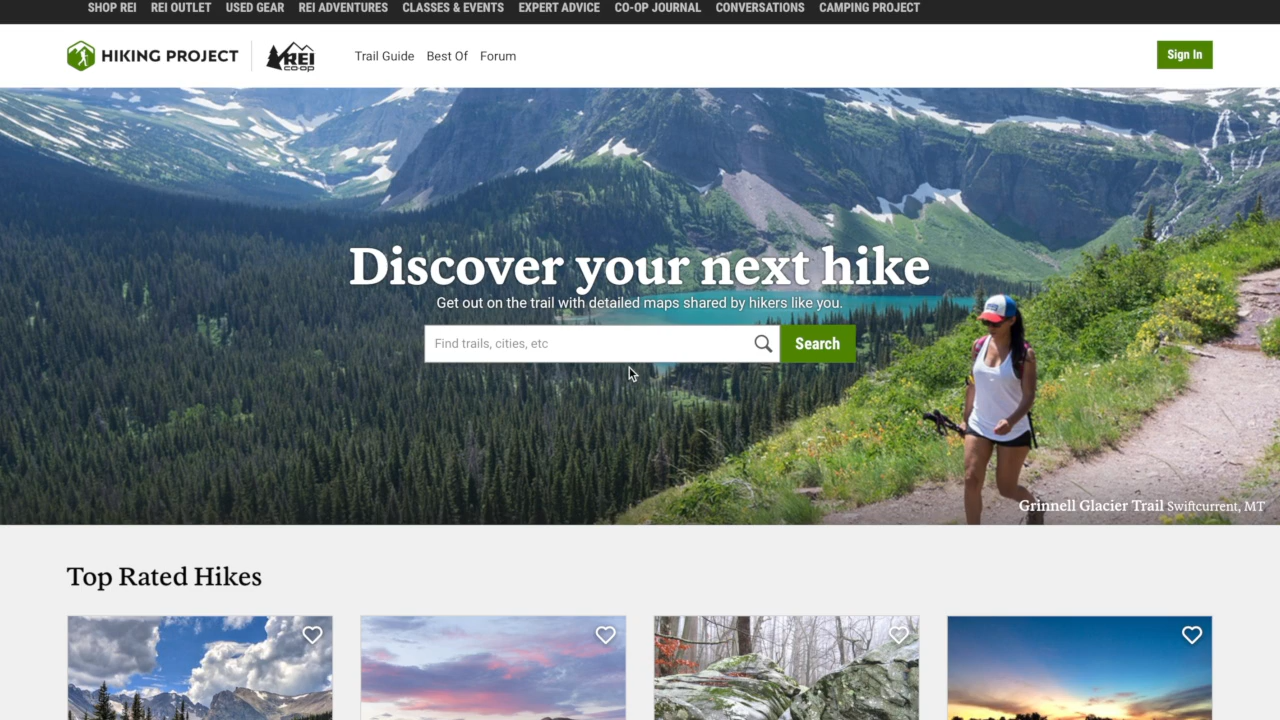 SHOP REI REI OUTLET USED GEAR REI ADVENTURES CLASSES & EVENTS EXPERT ADVICE CO-OP JOURNAL CONVERSATIONS CAMPING PROJECT
HIKING PROJECT REI co·op Trail Guide Best Of Forum Sign In
Discover your next hike
Get out on the trail with detailed maps shared by hikers like you.
Find trails, cities, etc Search
Grinnell Glacier Trail Swiftcurrent, MT
Top Rated Hikes